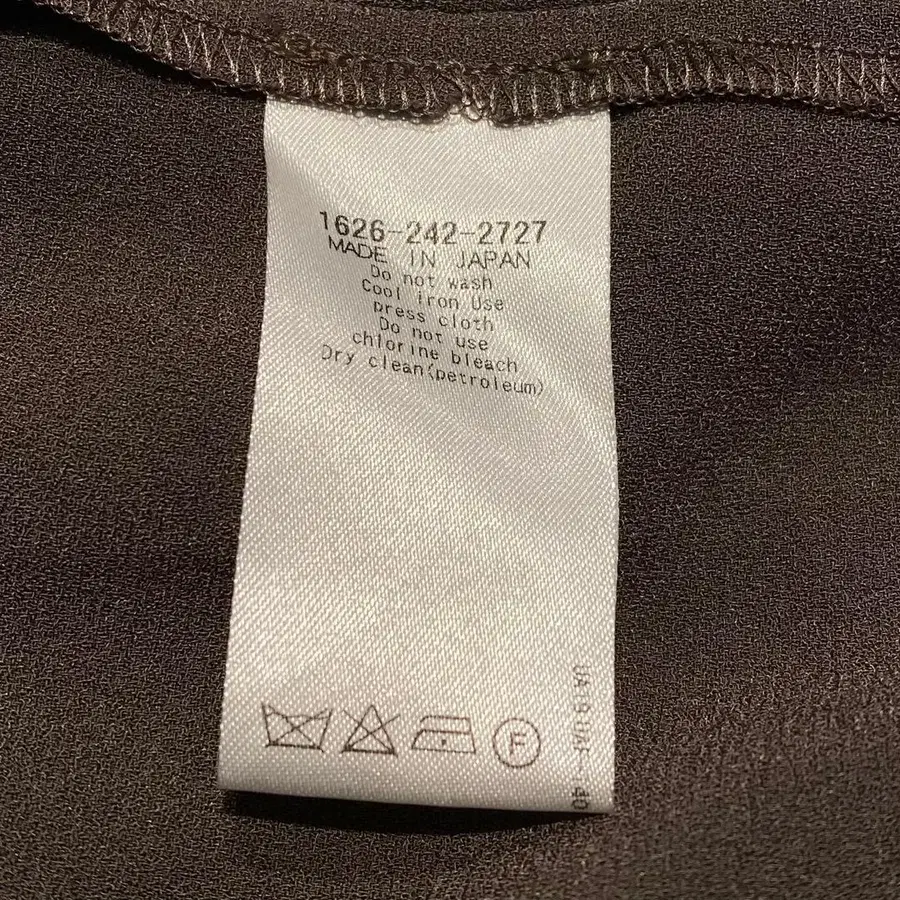 1626-242-2727
MADE IN JAPAN
Do not wash
Cool iron Use
press cloth
Do not use
chlorine bleach
Dry clean(petroleum)
F